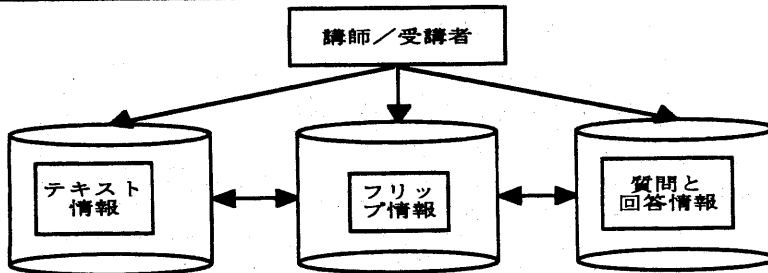 講師／受講者
テキスト
情報
フリッ
プ情報
質問と
回答情報